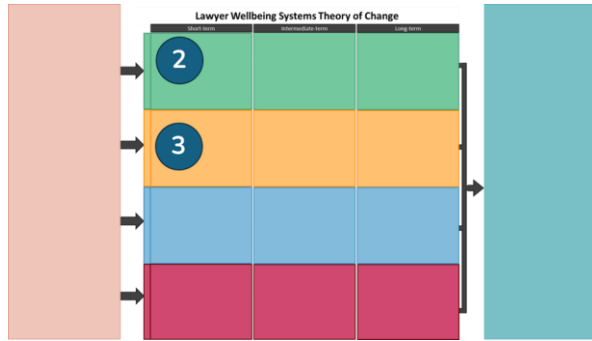 Lawyer Wellbeing Systems Theory of Change
Short-term Intermediate-term Long-term
2
3